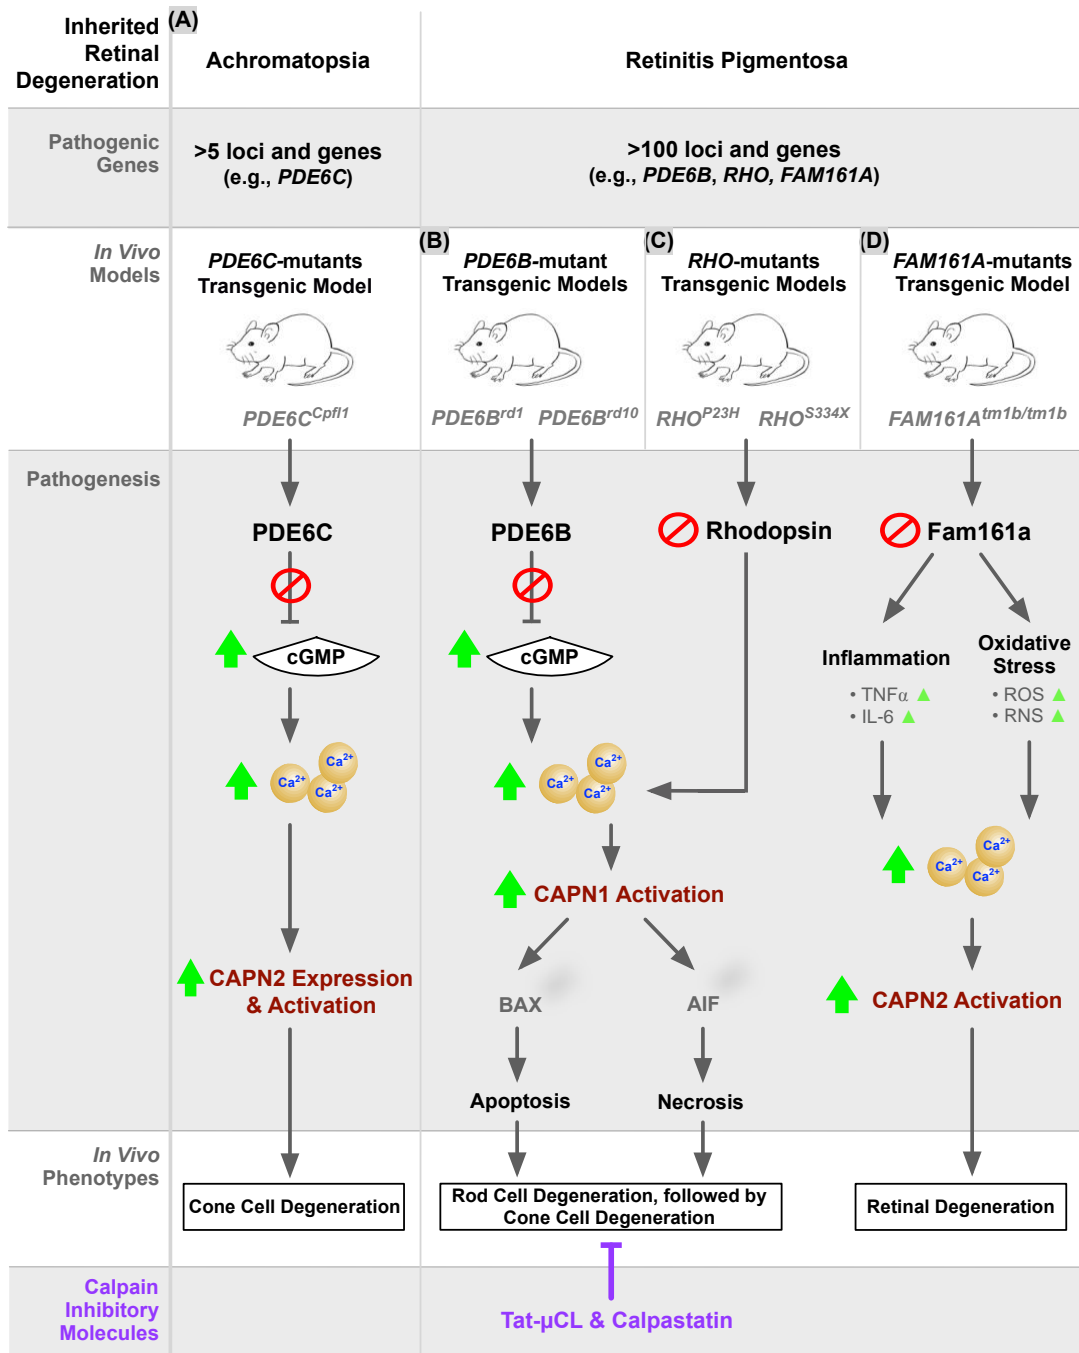 Inherited
Retinal
Degeneration
(A)
Achromatopsia
Retinitis Pigmentosa
Pathogenic
Genes
>5 loci and genes
(e.g., PDE6C)
>100 loci and genes
(e.g., PDE6B, RHO, FAM161A)
In Vivo
Models
PDE6C-mutants
Transgenic Model
PDE6C^Cpfl1
(B)
PDE6B-mutant
Transgenic Models
PDE6B^rd1 PDE6B^rd10
(C)
RHO-mutants
Transgenic Models
RHO^P23H RHO^S334X
(D)
FAM161A-mutants
Transgenic Model
FAM161A^tm1b/tm1b
Pathogenesis
PDE6C
cGMP
Ca²⁺
Ca²⁺
Ca²⁺
CAPN2 Expression
& Activation
PDE6B
cGMP
Ca²⁺
Ca²⁺
Ca²⁺
Rhodopsin
CAPN1 Activation
BAX
AIF
Apoptosis
Necrosis
Fam161a
Inflammation
• TNFα
• IL-6
Oxidative
Stress
• ROS
• RNS
Ca²⁺
Ca²⁺
Ca²⁺
CAPN2 Activation
In Vivo
Phenotypes
Cone Cell Degeneration
Rod Cell Degeneration, followed by
Cone Cell Degeneration
Retinal Degeneration
Calpain
Inhibitory
Molecules
Tat-µCL & Calpastatin